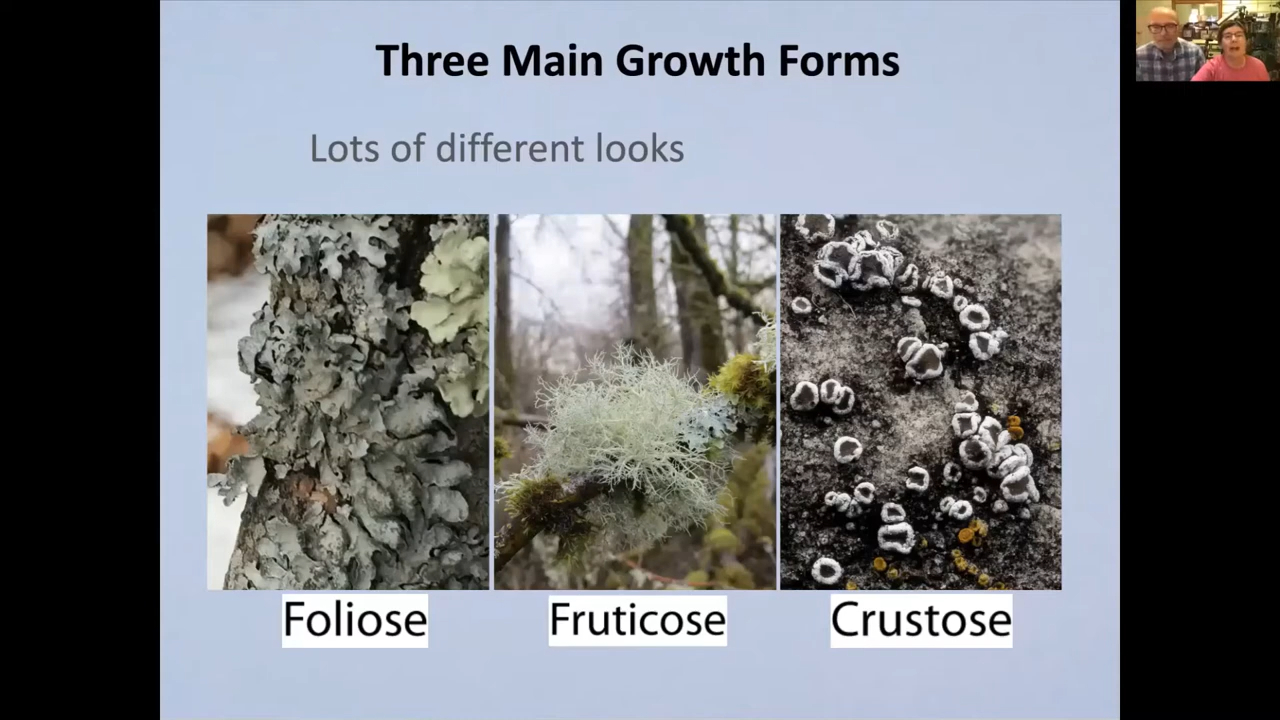 Three Main Growth Forms
Lots of different looks
Foliose
Fruticose
Crustose